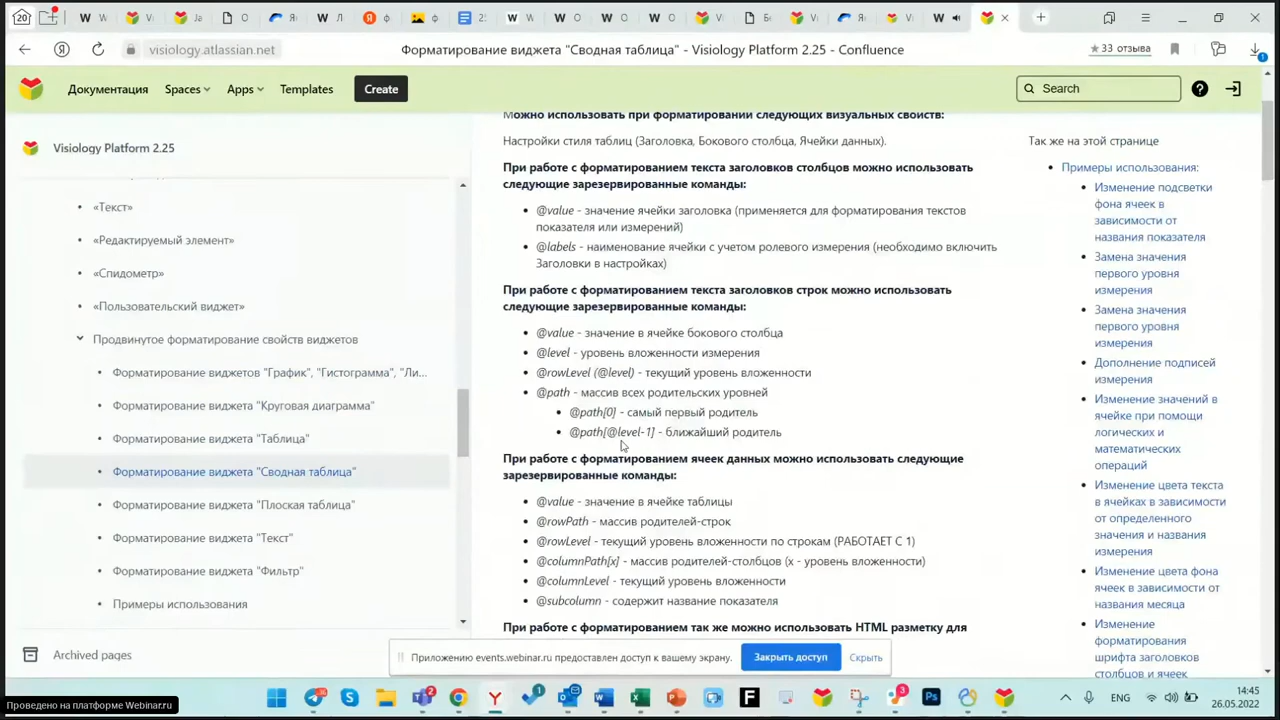 20
Форматирование виджета "Сводная таблица" - Visiology Platform 2.25 - Confluence
visiology.atlassian.net
33 отзыва
Документация
Spaces
Apps
Templates
Create
Search
Visiology Platform 2.25
«Текст»
«Редактируемый элемент»
«Спидометр»
«Пользовательский виджет»
Продвинутое форматирование свойств виджетов
Форматирование виджетов "График", "Гистограмма", "Ли...
Форматирование виджета "Круговая диаграмма"
Форматирование виджета "Таблица"
Форматирование виджета "Сводная таблица"
Форматирование виджета "Плоская таблица"
Форматирование виджета "Текст"
Форматирование виджета "Фильтр"
Примеры использования
Archived pages
Можно использовать при форматировании следующих визуальных свойств:
Настройки стиля таблиц (Заголовка, Бокового столбца, Ячейки данных).
При работе с форматированием текста заголовков столбцов можно использовать
следующие зарезервированные команды:
@value - значение ячейки заголовка (применяется для форматирования текстов
показателя или измерений)
@labels - наименование ячейки с учетом ролевого измерения (необходимо включить
Заголовки в настройках)
При работе с форматированием текста заголовков строк можно использовать
следующие зарезервированные команды:
@value - значение в ячейке бокового столбца
@level - уровень вложенности измерения
@rowLevel (@level) - текущий уровень вложенности
@path - массив всех родительских уровней
@path[0] - самый первый родитель
@path[@level-1] - ближайший родитель
При работе с форматированием ячеек данных можно использовать следующие
зарезервированные команды:
@value - значение в ячейке таблицы
@rowPath - массив родителей-строк
@rowLevel - текущий уровень вложенности по строкам (РАБОТАЕТ С 1)
@columnPath[x] - массив родителей-столбцов (x - уровень вложенности)
@columnLevel - текущий уровень вложенности
@subcolumn - содержит название показателя
При работе с форматированием так же можно использовать HTML разметку для
Так же на этой странице
Примеры использования:
Изменение подсветки
фона ячеек в
зависимости от
названия показателя
Замена значения
первого уровня
измерения
Замена значения
первого уровня
измерения
Дополнение подписей
измерения
Изменение значений в
ячейке при помощи
логических и
математических
операций
Изменение цвета текста
в ячейках в зависимости
от определенного
значения и названия
измерения
Изменение цвета фона
ячеек в зависимости от
названия месяца
Изменение
форматирования
шрифта заголовков
столбцов и ячеек
Приложению events.webinar.ru предоставлен доступ к вашему экрану.
Закрыть доступ
Скрыть
Проведено на платформе Webinar.ru
ENG
14:45
26.05.2022